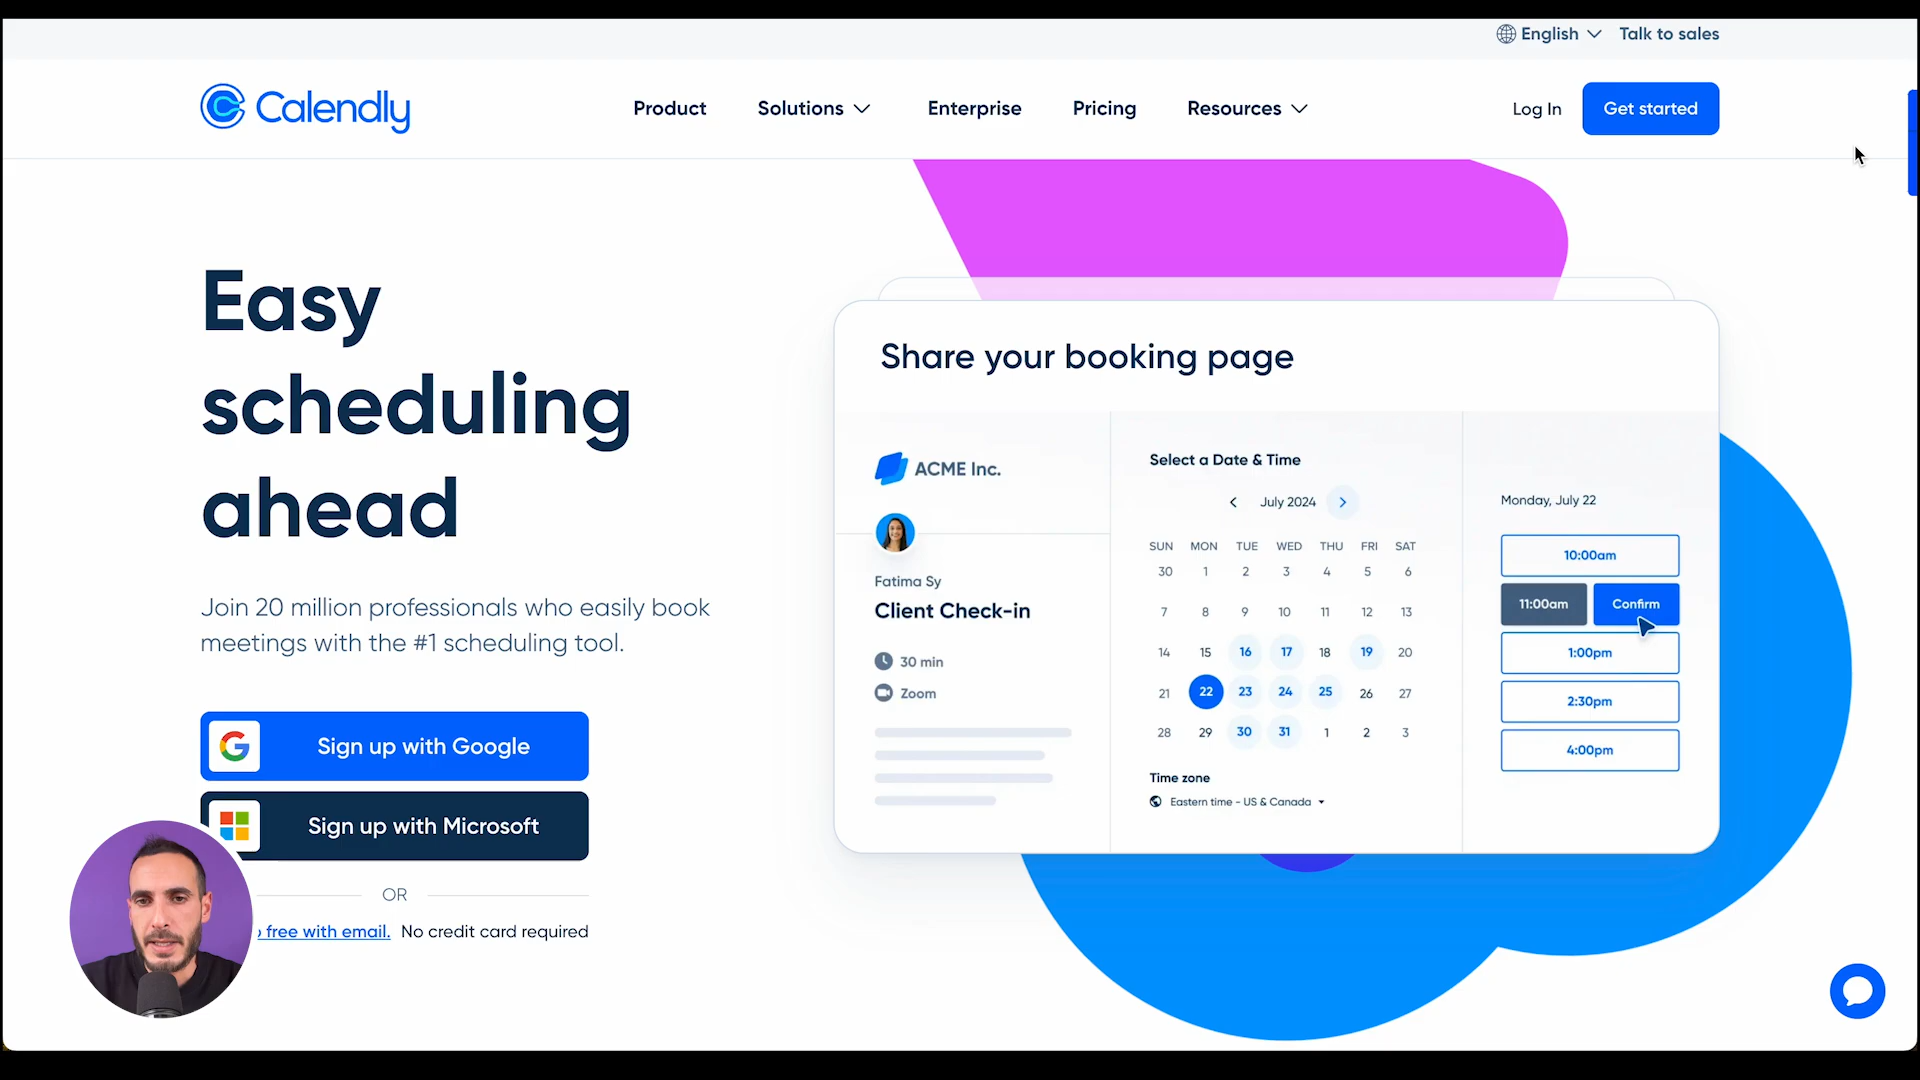 English
Talk to sales
Calendly
Product
Solutions
Enterprise
Pricing
Resources
Log In
Get started
Easy
scheduling
ahead
Join 20 million professionals who easily book
meetings with the #1 scheduling tool.
Sign up with Google
Sign up with Microsoft
OR
free with email. No credit card required
Share your booking page
ACME Inc.
Fatima Sy
Client Check-in
30 min
Zoom
Select a Date & Time
July 2024
SUN MON TUE WED THU FRI SAT
30 1 2 3 4 5 6
7 8 9 10 11 12 13
14 15 16 17 18 19 20
21 22 23 24 25 26 27
28 29 30 31 1 2 3
Time zone
Eastern time - US & Canada
Monday, July 22
10:00am
11:00am Confirm
1:00pm
2:30pm
4:00pm